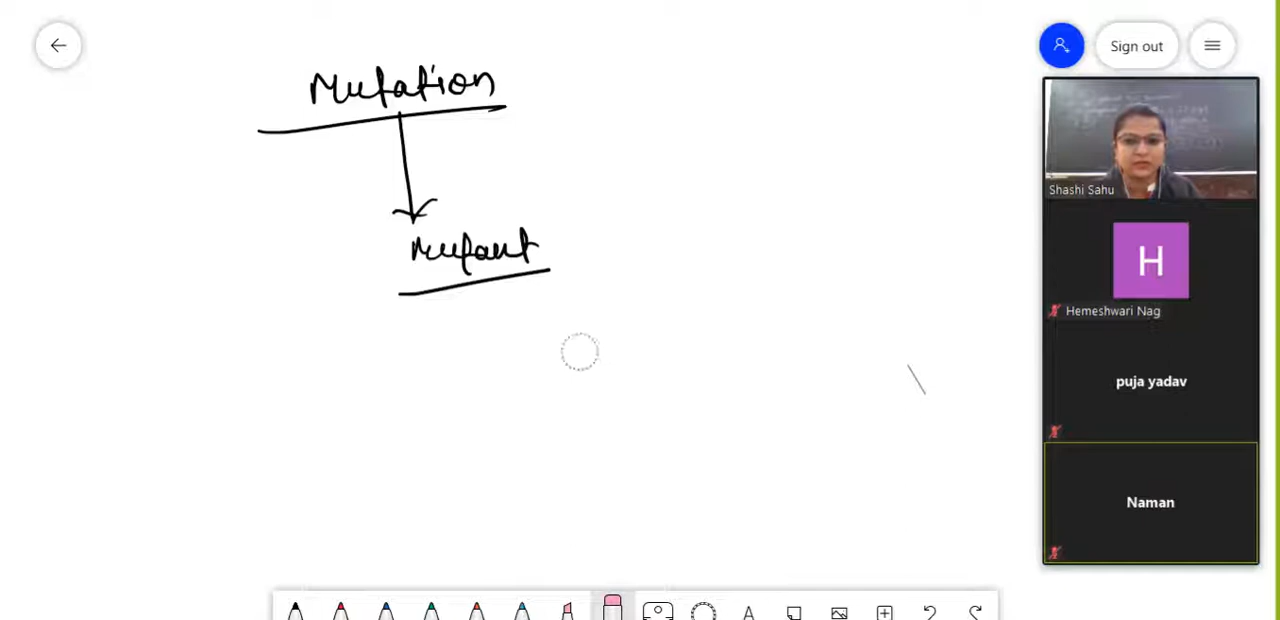 Mutation
Mutant
Sign out
Shashi Sahu
H
Hemeshwari Nag
puja yadav
Naman
A